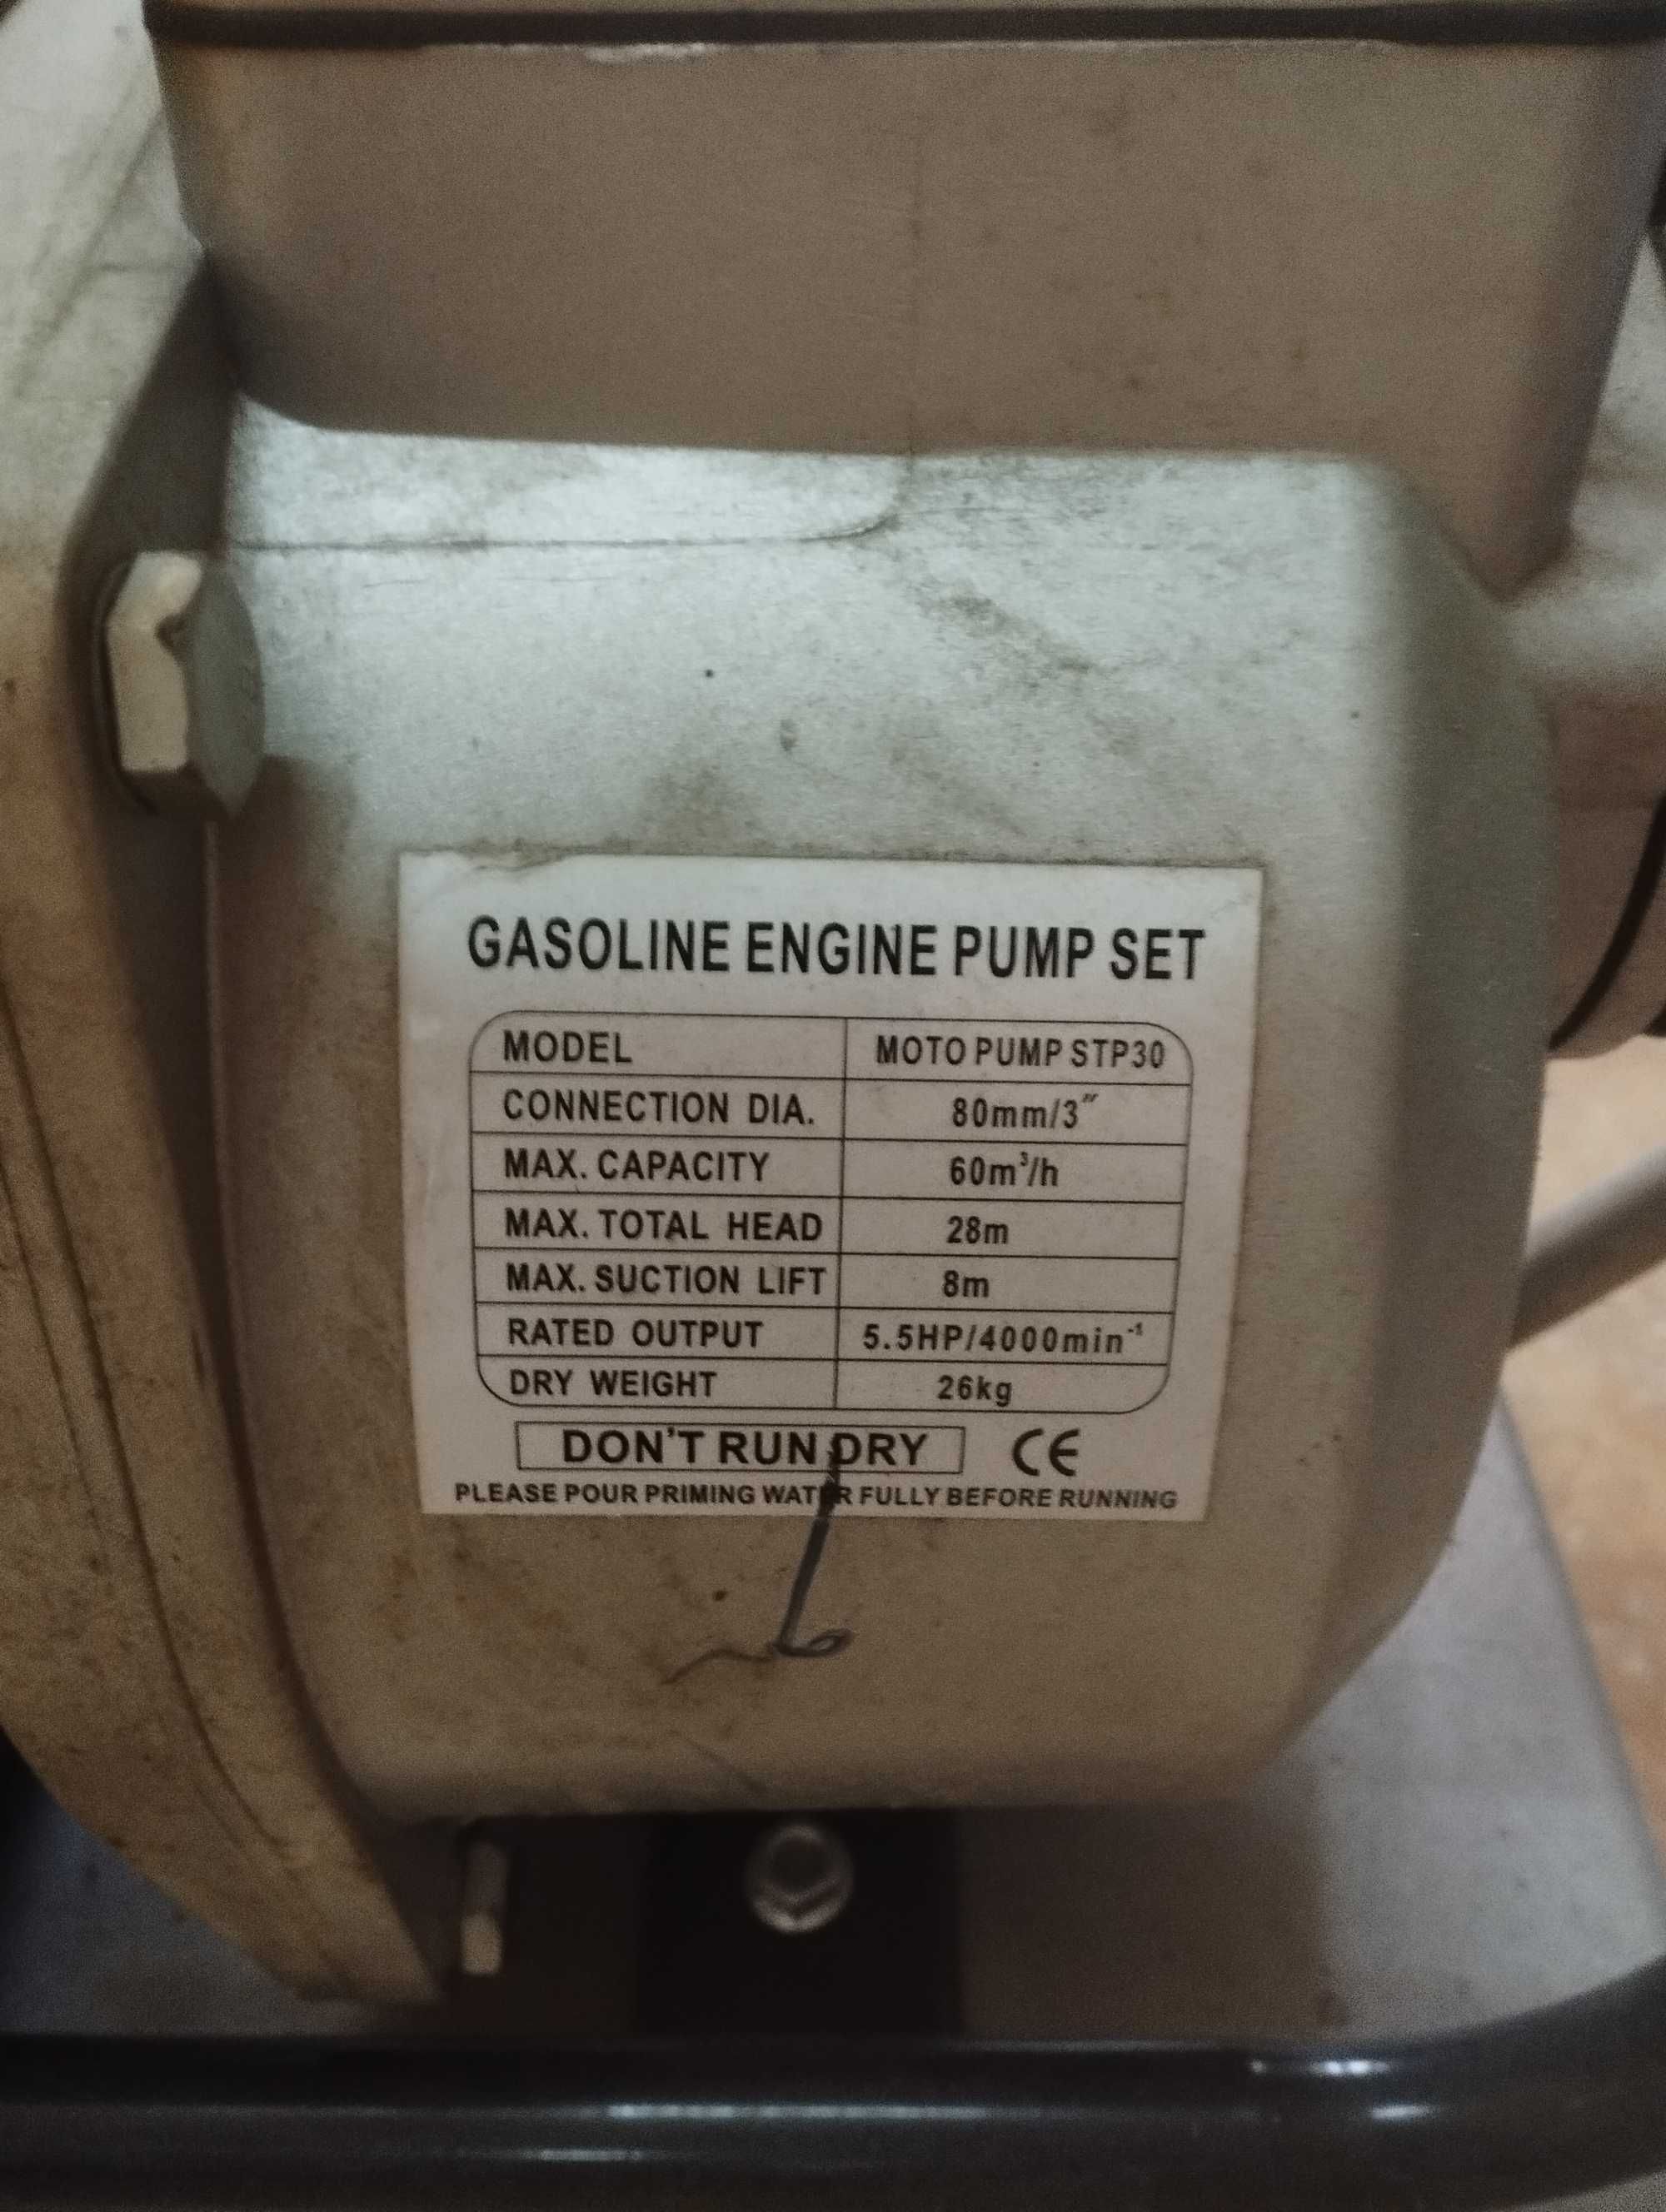 GASOLINE ENGINE PUMP SET
MODEL MOTO PUMP STP30
CONNECTION DIA. 80mm/3"
MAX. CAPACITY 60m³/h
MAX. TOTAL HEAD 28m
MAX. SUCTION LIFT 8m
RATED OUTPUT 5.5HP/4000min⁻¹
DRY WEIGHT 26kg
DON'T RUN DRY CE
PLEASE POUR PRIMING WATER FULLY BEFORE RUNNING